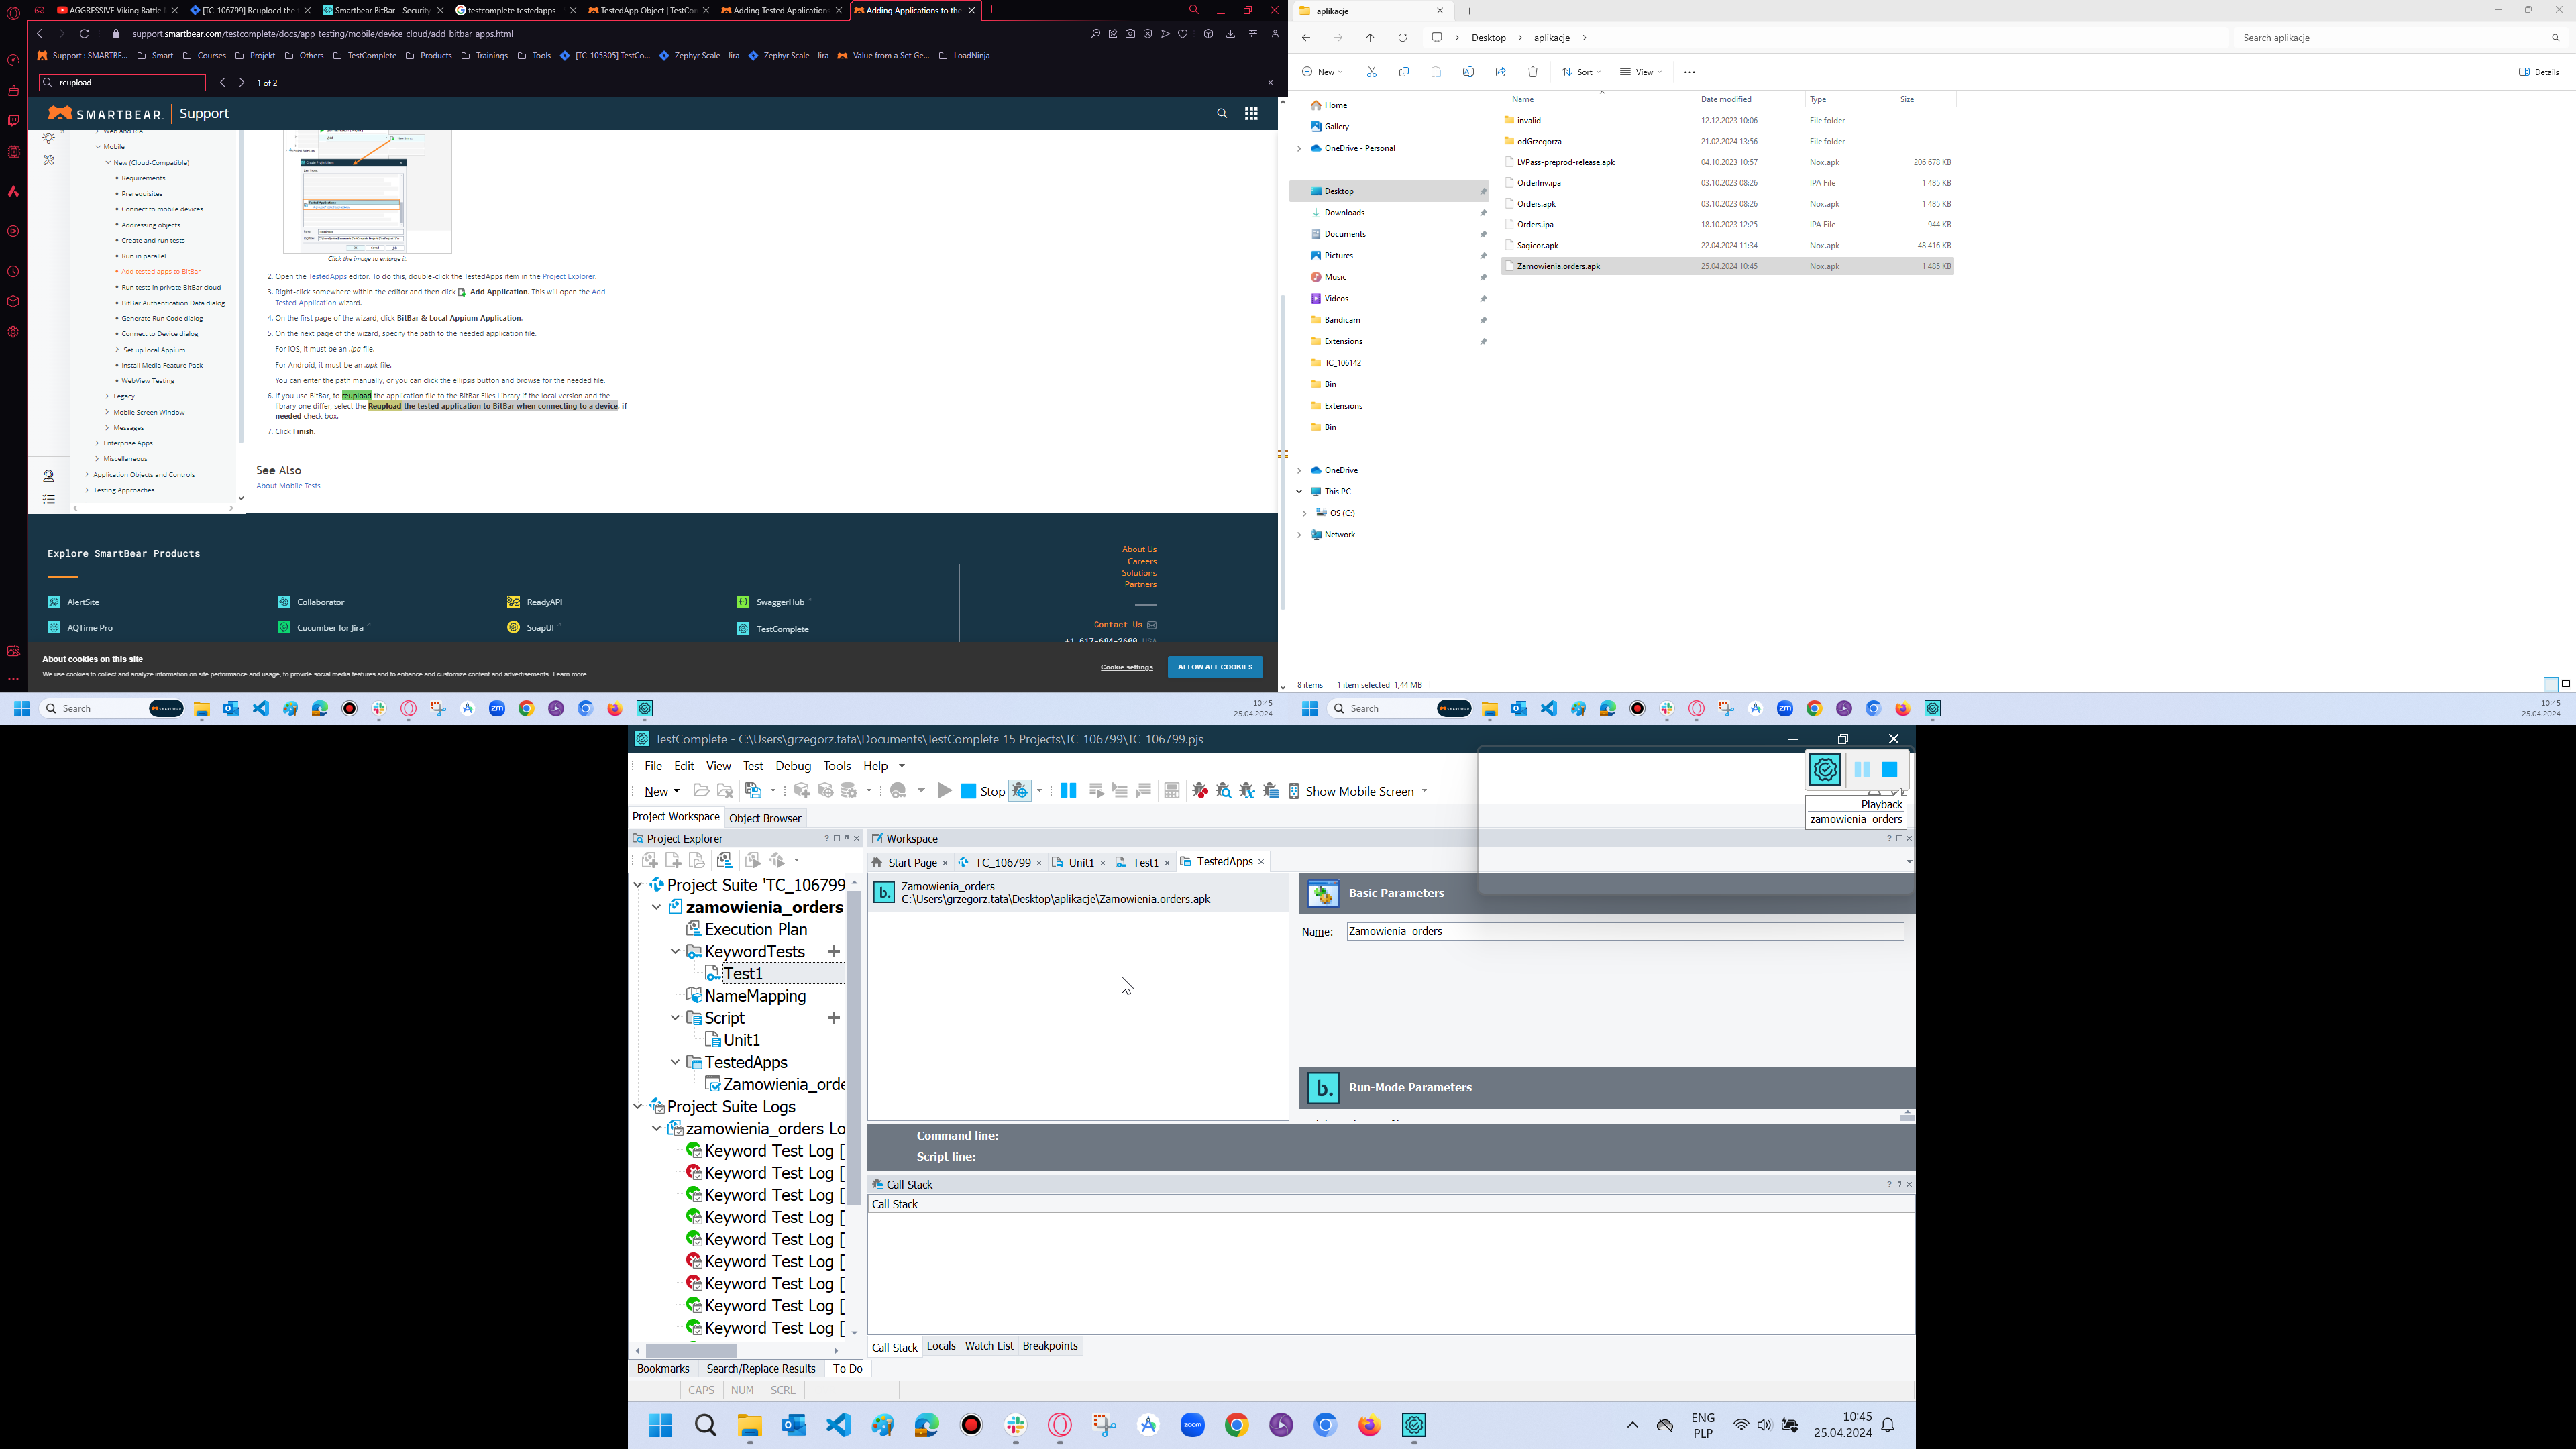 AGGRESSIVE Viking Battle
[TC-106799] Reupload the
Smartbear BitBar - Security
testcomplete testedapps -
TestedApp Object | TestCo
Adding Tested Applications
Adding Applications to the
support.smartbear.com/testcomplete/docs/app-testing/mobile/device-cloud/add-bitbar-apps.html
Support : SMARTBE...
Smart
Courses
Projekt
Others
TestComplete
Products
Trainings
Tools
[TC-105305] TestCo...
Zephyr Scale - Jira
Zephyr Scale - Jira
Value from a Set Ge...
LoadNinja
reupload
1 of 2
SMARTBEAR
Support
Web and RIA
Mobile
New (Cloud-Compatible)
Requirements
Prerequisites
Connect to mobile devices
Addressing objects
Create and run tests
Run in parallel
Add tested apps to BitBar
Run tests in private BitBar cloud
BitBar Authentication Data dialog
Generate Run Code dialog
Connect to Device dialog
Set up local Appium
Install Media Feature Pack
WebView Testing
Legacy
Mobile Screen Window
Messages
Enterprise Apps
Miscellaneous
Application Objects and Controls
Testing Approaches
Click the image to enlarge it.
2. Open the TestedApps editor. To do this, double-click the TestedApps item in the Project Explorer.
3. Right-click somewhere within the editor and then click Add Application. This will open the Add
Tested Application wizard.
4. On the first page of the wizard, click BitBar & Local Appium Application.
5. On the next page of the wizard, specify the path to the needed application file.
For iOS, it must be an .ipa file.
For Android, it must be an .apk file.
You can enter the path manually, or you can click the ellipsis button and browse for the needed file.
6. If you use BitBar, to reupload the application file to the BitBar Files Library if the local version and the
library one differ, select the Reupload the tested application to BitBar when connecting to a device, if
needed check box.
7. Click Finish.
See Also
About Mobile Tests
Explore SmartBear Products
AlertSite
Collaborator
ReadyAPI
SwaggerHub
AQTime Pro
Cucumber for Jira
SoapUI
TestComplete
About Us
Careers
Solutions
Partners
Contact Us
+1 617-684-2600 USA
About cookies on this site
We use cookies to collect and analyze information on site performance and usage, to provide social media features and to enhance and customize content and advertisements. Learn more
Cookie settings
ALLOW ALL COOKIES
Search
SMARTBEAR
10:45
25.04.2024
aplikacje
Desktop
aplikacje
Search aplikacje
New
Sort
View
Details
Name
Date modified
Type
Size
Home
Gallery
OneDrive - Personal
Desktop
Downloads
Documents
Pictures
Music
Videos
Bandicam
Extensions
TC_106142
Bin
Extensions
Bin
OneDrive
This PC
OS (C:)
Network
invalid 12.12.2023 10:06 File folder
odGrzegorza 21.02.2024 13:56 File folder
LVPass-preprod-release.apk 04.10.2023 10:57 Nox.apk 206 678 KB
OrderInv.ipa 03.10.2023 08:26 IPA File 1 485 KB
Orders.apk 03.10.2023 08:26 Nox.apk 1 485 KB
Orders.ipa 18.10.2023 12:25 IPA File 944 KB
Sagicor.apk 22.04.2024 11:34 Nox.apk 48 416 KB
Zamowienia.orders.apk 25.04.2024 10:45 Nox.apk 1 485 KB
8 items
1 item selected 1,44 MB
Search
SMARTBEAR
10:45
25.04.2024
TestComplete - C:\Users\grzegorz.tata\Documents\TestComplete 15 Projects\TC_106799\TC_106799.pjs
File
Edit
View
Test
Debug
Tools
Help
New
Stop
Show Mobile Screen
Playback
zamowienia_orders
Project Workspace
Object Browser
Project Explorer
Workspace
Start Page
TC_106799
Unit1
Test1
TestedApps
Project Suite 'TC_106799
zamowienia_orders
Execution Plan
KeywordTests
Test1
NameMapping
Script
Unit1
TestedApps
Zamowienia_orde
Project Suite Logs
zamowienia_orders Lo
Keyword Test Log [
Keyword Test Log [
Keyword Test Log [
Keyword Test Log [
Keyword Test Log [
Keyword Test Log [
Keyword Test Log [
Keyword Test Log [
Keyword Test Log [
b.
Zamowienia_orders
C:\Users\grzegorz.tata\Desktop\aplikacje\Zamowienia.orders.apk
Basic Parameters
Name:
Zamowienia_orders
b.
Run-Mode Parameters
Command line:
Script line:
Call Stack
Call Stack
Call Stack
Locals
Watch List
Breakpoints
Bookmarks
Search/Replace Results
To Do
CAPS
NUM
SCRL
zoom
ENG
PLP
10:45
25.04.2024